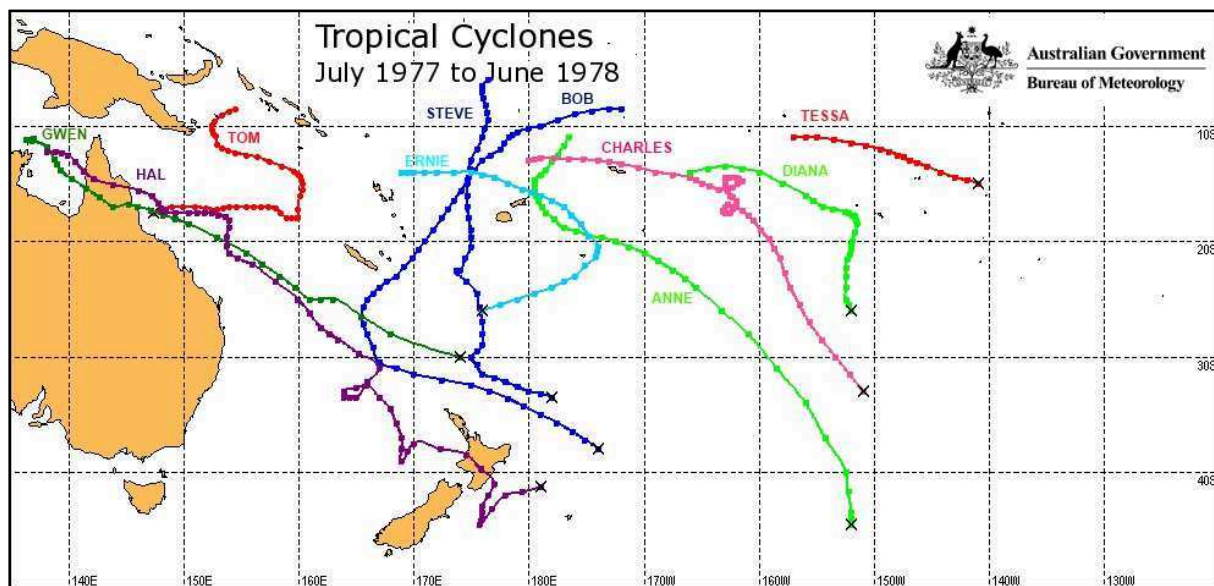 Tropical Cyclones
July 1977 to June 1978
Australian Government
Bureau of Meteorology
STEVE
BOB
TESSA
GWEN
TOM
10S
HAL
ERNIE
CHARLES
DIANA
20S
ANNE
30S
40S
140E 150E 160E 170E 180E 170W 160W 150W 140W 130W